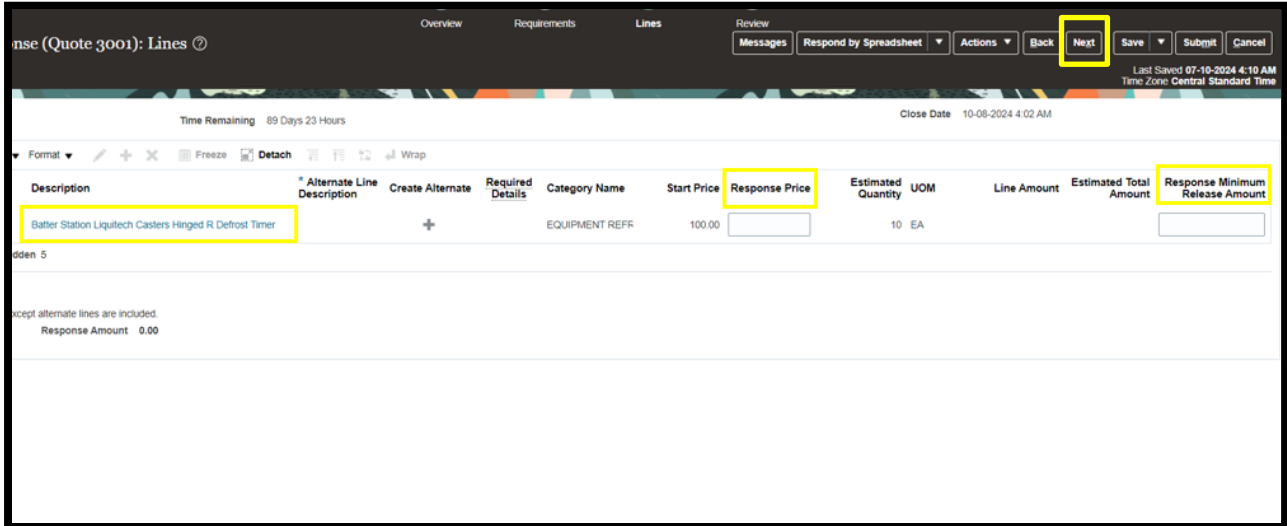 Overview Requirements Lines Review
nse (Quote 3001): Lines ?
Messages Respond by Spreadsheet Actions Back Next Save Submit Cancel
Last Saved 07-10-2024 4:10 AM
Time Zone Central Standard Time
Time Remaining 89 Days 23 Hours
Close Date 10-08-2024 4:02 AM
Format Freeze Detach Wrap
Description * Alternate Line Description Create Alternate Required Details Category Name Start Price Response Price Estimated Quantity UOM Line Amount Estimated Total Amount Response Minimum Release Amount
Batter Station Liquitech Casters Hinged R Defrost Timer EQUIPMENT REFR 100.00 10 EA
dden 5
xcept alternate lines are included.
Response Amount 0.00